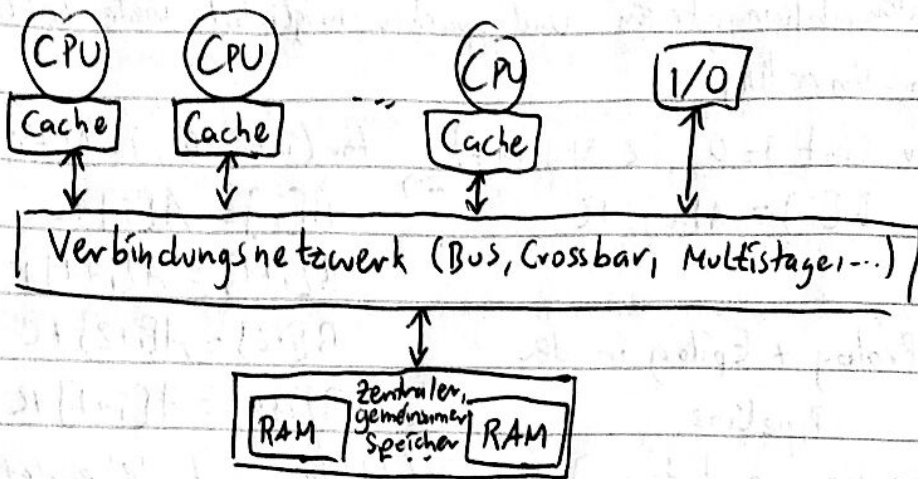 CPU CPU ... CPU I/O
Cache Cache Cache
Verbindungsnetzwerk (Bus, Crossbar, Multistage, ...)
zentraler,
gemeinsamer
RAM Speicher RAM